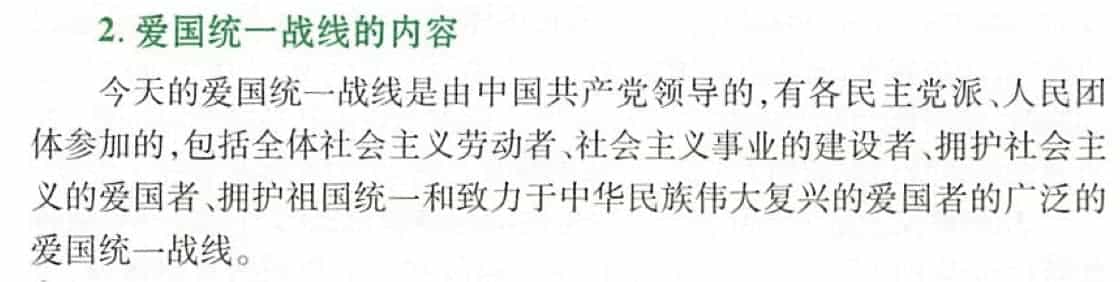 2. 爱国统一战线的内容
今天的爱国统一战线是由中国共产党领导的,有各民主党派、人民团
体参加的,包括全体社会主义劳动者、社会主义事业的建设者、拥护社会主
义的爱国者、拥护祖国统一和致力于中华民族伟大复兴的爱国者的广泛的
爱国统一战线。